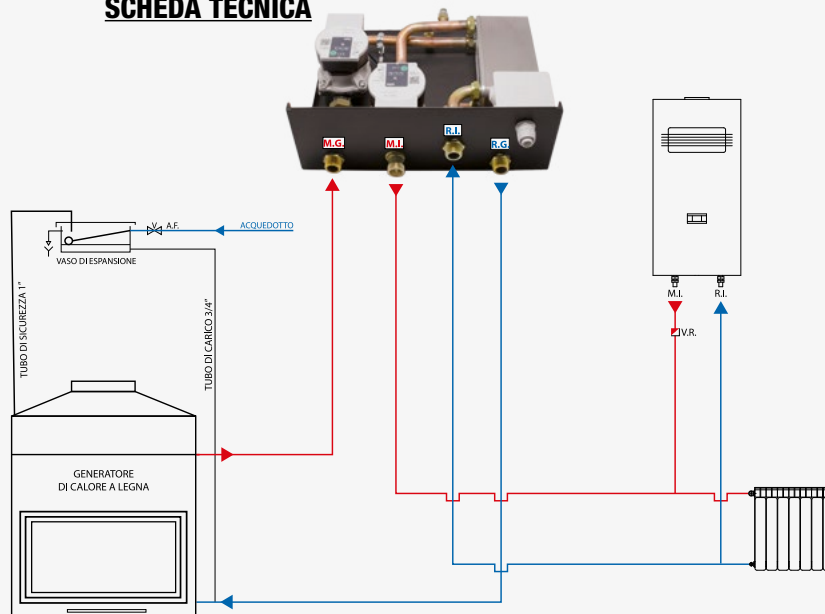 SCHEDA TECNICA
M.G.
M.I.
R.I.
R.G.
V.
A.F.
ACQUEDOTTO
VASO DI ESPANSIONE
TUBO DI SICUREZZA 1"
TUBO DI CARICO 3/4"
M.I.
R.I.
V.R.
GENERATORE
DI CALORE A LEGNA